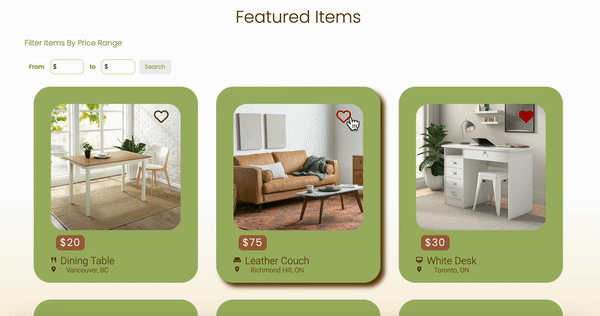 Featured Items
Filter Items By Price Range
From $ to $ Search
$20
Dining Table
Vancouver, BC
$75
Leather Couch
Richmond Hill, ON
$30
White Desk
Toronto, ON